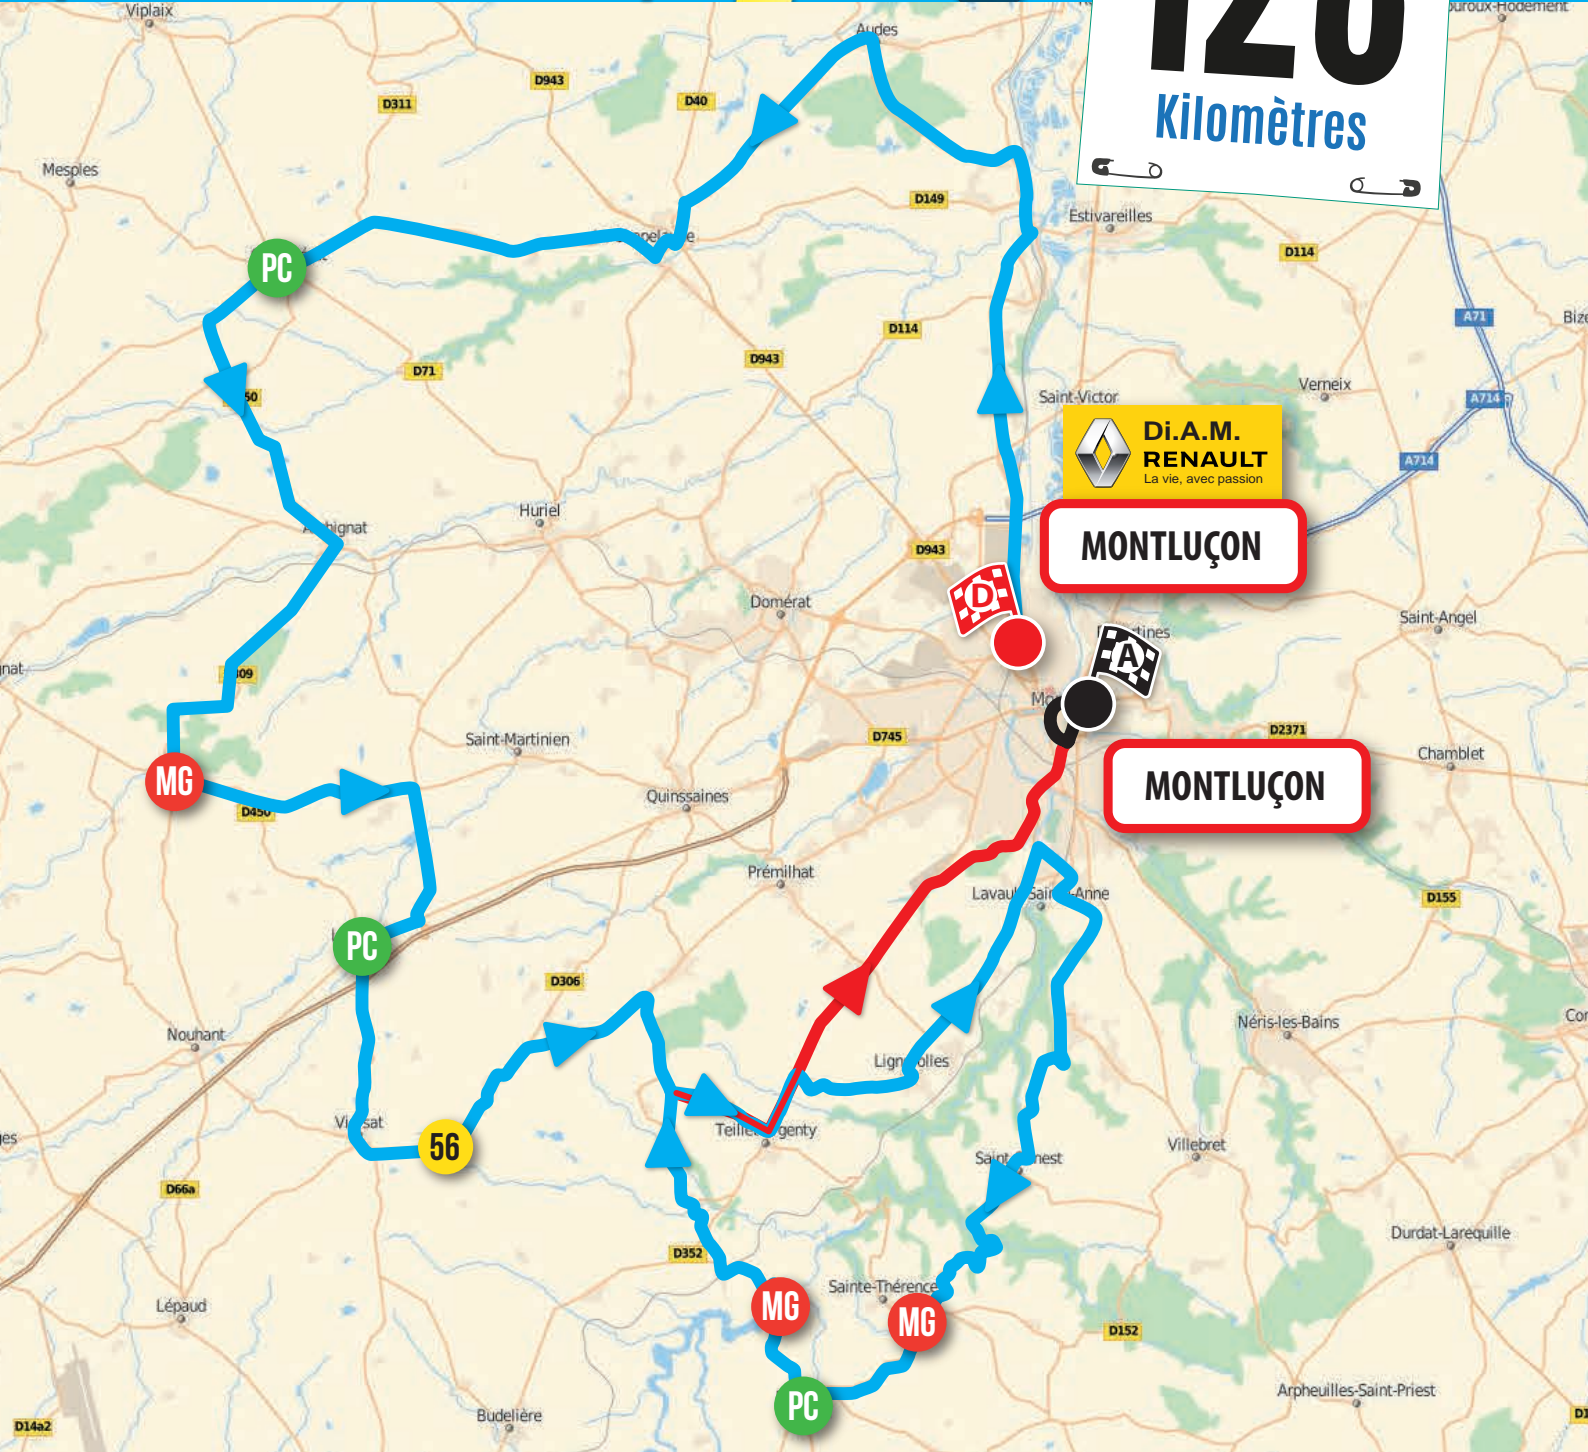 Viplaix
Audes
D943
D311
D40
Kilomètres
Mesples
D149
Estivareilles
D114
PC
A71
D114
D943
D71
Saint-Victor
Verneix
A714
Di.A.M.
RENAULT
La vie, avec passion
A714
Huriel
MONTLUÇON
D943
D
Domérat
Saint-Angel
A
D745
D2371
Saint-Martinien
Chamblet
MG
MONTLUÇON
Quinssaines
D450
Prémilhat
D155
PC
D306
Néris-les-Bains
Nouhant
56
Villebret
D66a
Durdat-Larequille
D352
Sainte-Thérence
Lépaud
MG
MG
D152
Arpheuilles-Saint-Priest
PC
Budelière
D14a2